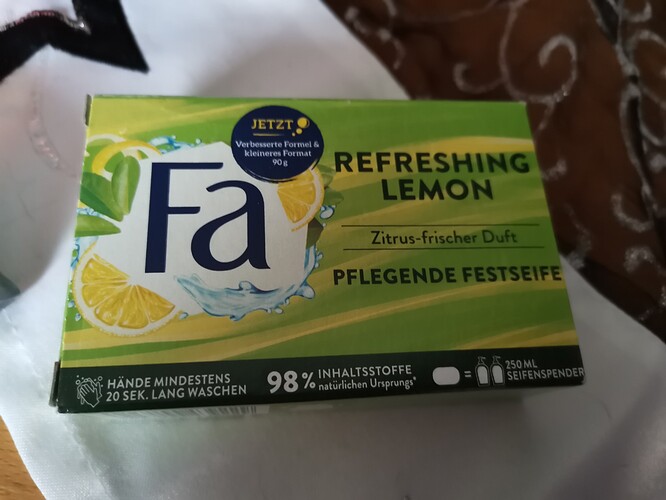 JETZT
Verbesserte Formel &
kleineres Format
90 g
Fa
REFRESHING
LEMON
Zitrus-frischer Duft
PFLEGENDE FESTSEIFE
HÄNDE MINDESTENS
20 SEK. LANG WASCHEN
98% INHALTSSTOFFE
natürlichen Ursprungs*
=
250 ML
SEIFENSPENDER